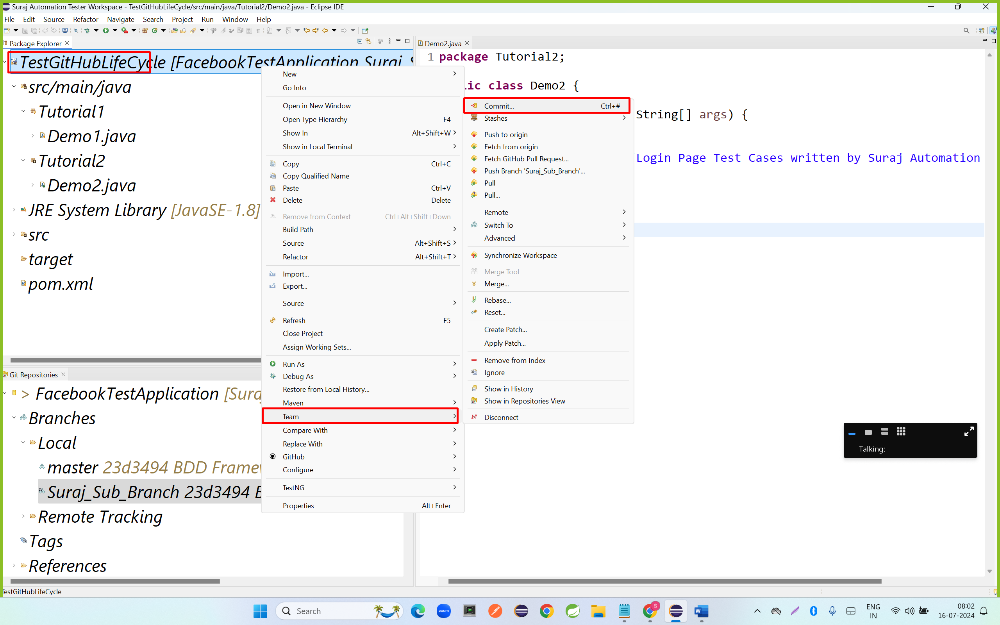 Suraj Automation Tester Workspace - TestGitHubLifeCycle/src/main/java/Tutorial2/Demo2.java - Eclipse IDE
File Edit Source Refactor Navigate Search Project Run Window Help
Package Explorer
TestGitHubLifeCycle [FacebookTestApplication Suraj
src/main/java
Tutorial1
Demo1.java
Tutorial2
Demo2.java
JRE System Library [JavaSE-1.8]
src
target
pom.xml
Git Repositories
> FacebookTestApplication [Sura
Branches
Local
master 23d3494 BDD Framew
Suraj_Sub_Branch 23d3494 B
Remote Tracking
Tags
References
TestGitHubLifeCycle
New
Go Into
Open in New Window
Open Type Hierarchy F4
Show In Alt+Shift+W
Show in Local Terminal
Copy Ctrl+C
Copy Qualified Name
Paste Ctrl+V
Delete Delete
Remove from Context Ctrl+Alt+Shift+Down
Build Path
Source Alt+Shift+S
Refactor Alt+Shift+T
Import...
Export...
Source
Refresh F5
Close Project
Assign Working Sets...
Run As
Debug As
Restore from Local History...
Maven
Team
Compare With
Replace With
GitHub
Configure
TestNG
Properties Alt+Enter
Commit... Ctrl+#
Stashes
Push to origin
Fetch from origin
Fetch GitHub Pull Request...
Push Branch 'Suraj_Sub_Branch'...
Pull
Pull...
Remote
Switch To
Advanced
Synchronize Workspace
Merge Tool
Merge...
Rebase...
Reset...
Create Patch...
Apply Patch...
Remove from Index
Ignore
Show in History
Show in Repositories View
Disconnect
Demo2.java
1 package Tutorial2;
lic class Demo2 {
String[] args) {
Login Page Test Cases written by Suraj Automation
Talking:
Search
zoom
S
W
ENG
IN
08:02
16-07-2024